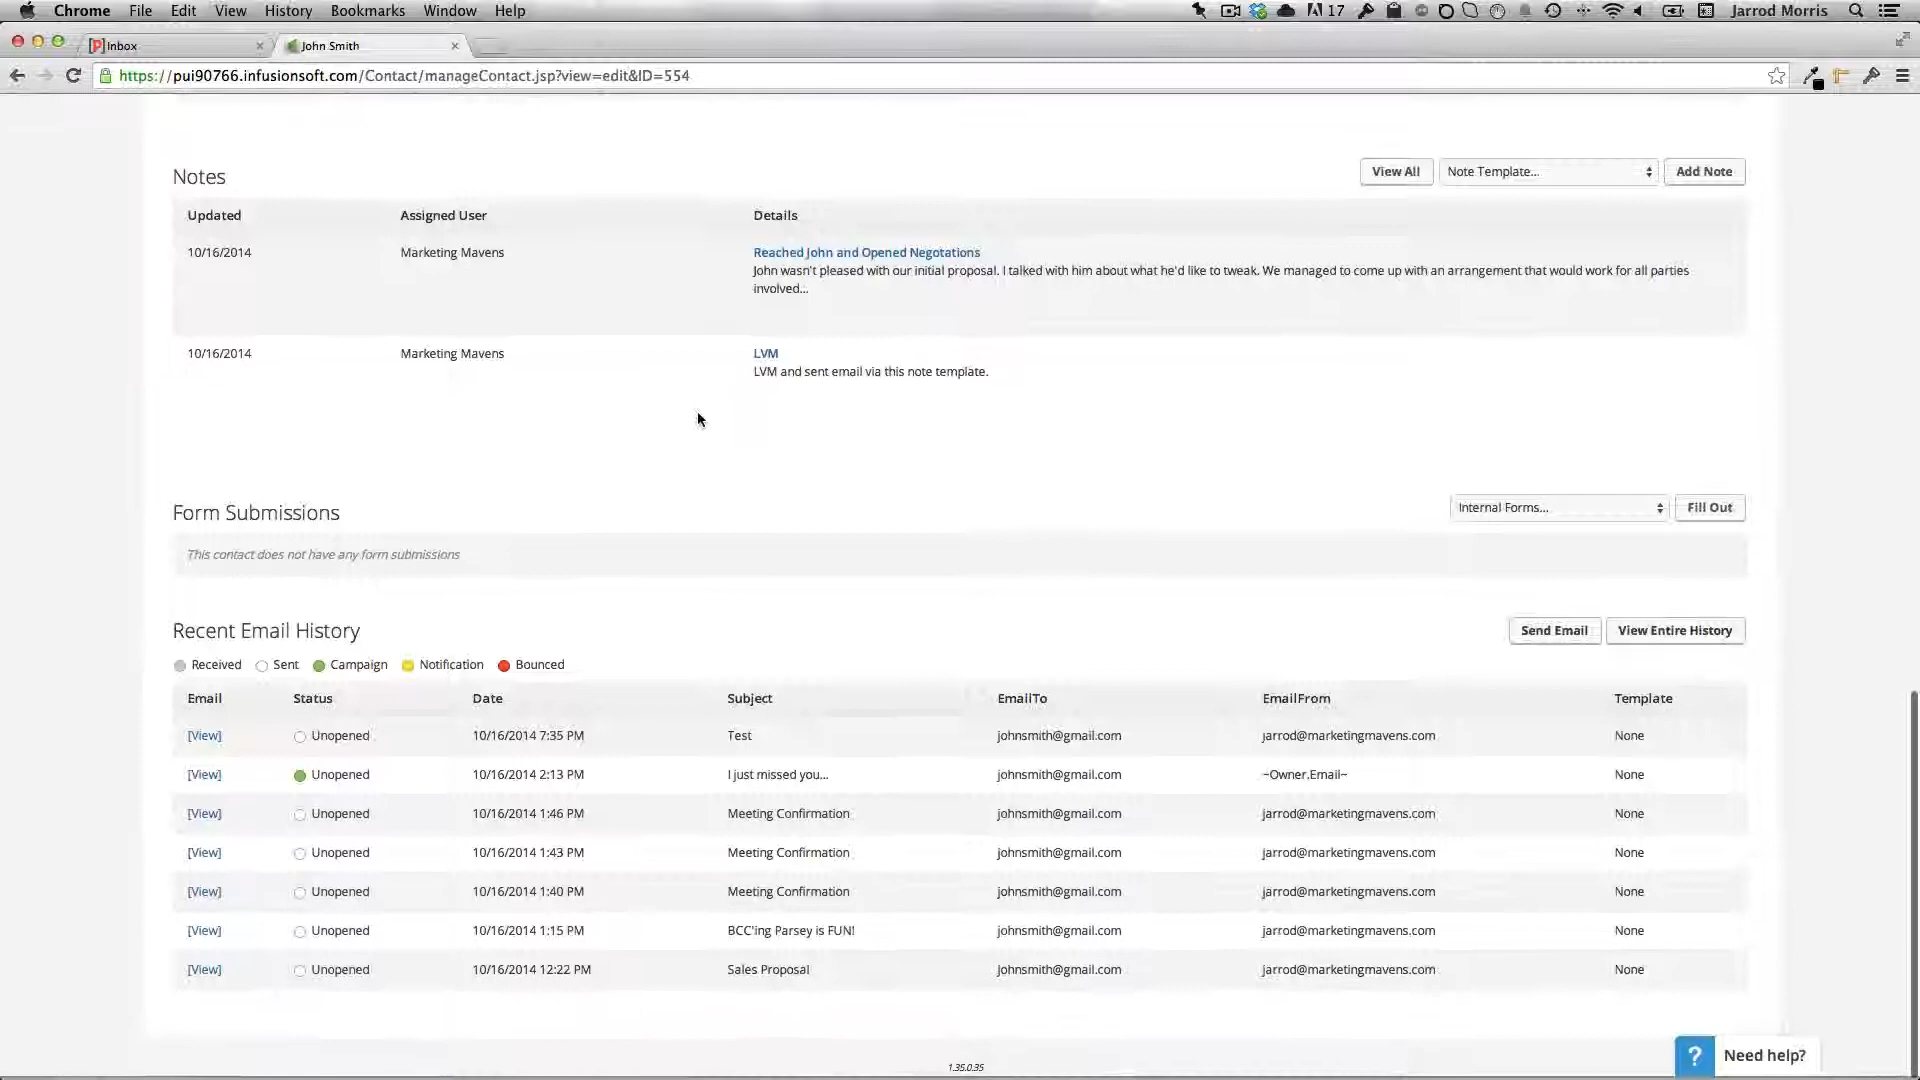 Chrome File Edit View History Bookmarks Window Help 17 Jarrod Morris
Inbox John Smith
https://pui90766.infusionsoft.com/Contact/manageContact.jsp?view=edit&ID=554
Notes View All Note Template... Add Note
Updated Assigned User Details
10/16/2014 Marketing Mavens Reached John and Opened Negotations
John wasn't pleased with our initial proposal. I talked with him about what he'd like to tweak. We managed to come up with an arrangement that would work for all parties
involved...
10/16/2014 Marketing Mavens LVM
LVM and sent email via this note template.
Form Submissions Internal Forms... Fill Out
This contact does not have any form submissions
Recent Email History Send Email View Entire History
Received Sent Campaign Notification Bounced
Email Status Date Subject EmailTo EmailFrom Template
[View] Unopened 10/16/2014 7:35 PM Test johnsmith@gmail.com jarrod@marketingmavens.com None
[View] Unopened 10/16/2014 2:13 PM I just missed you... johnsmith@gmail.com ~Owner.Email~ None
[View] Unopened 10/16/2014 1:46 PM Meeting Confirmation johnsmith@gmail.com jarrod@marketingmavens.com None
[View] Unopened 10/16/2014 1:43 PM Meeting Confirmation johnsmith@gmail.com jarrod@marketingmavens.com None
[View] Unopened 10/16/2014 1:40 PM Meeting Confirmation johnsmith@gmail.com jarrod@marketingmavens.com None
[View] Unopened 10/16/2014 1:15 PM BCC'ing Parsey is FUN! johnsmith@gmail.com jarrod@marketingmavens.com None
[View] Unopened 10/16/2014 12:22 PM Sales Proposal Johnsmith@gmail.com jarrod@marketingmavens.com None
? Need help?
1.35.0.35